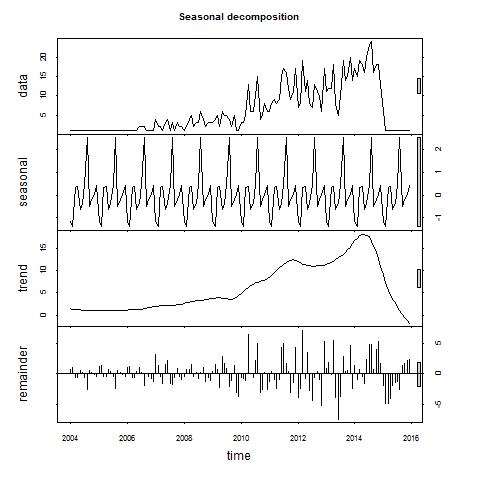 Seasonal decomposition
data
5 10 15 20
seasonal
-1 0 1 2
trend
0 5 10 15
remainder
-5 0 5
2004 2006 2008 2010 2012 2014 2016
time